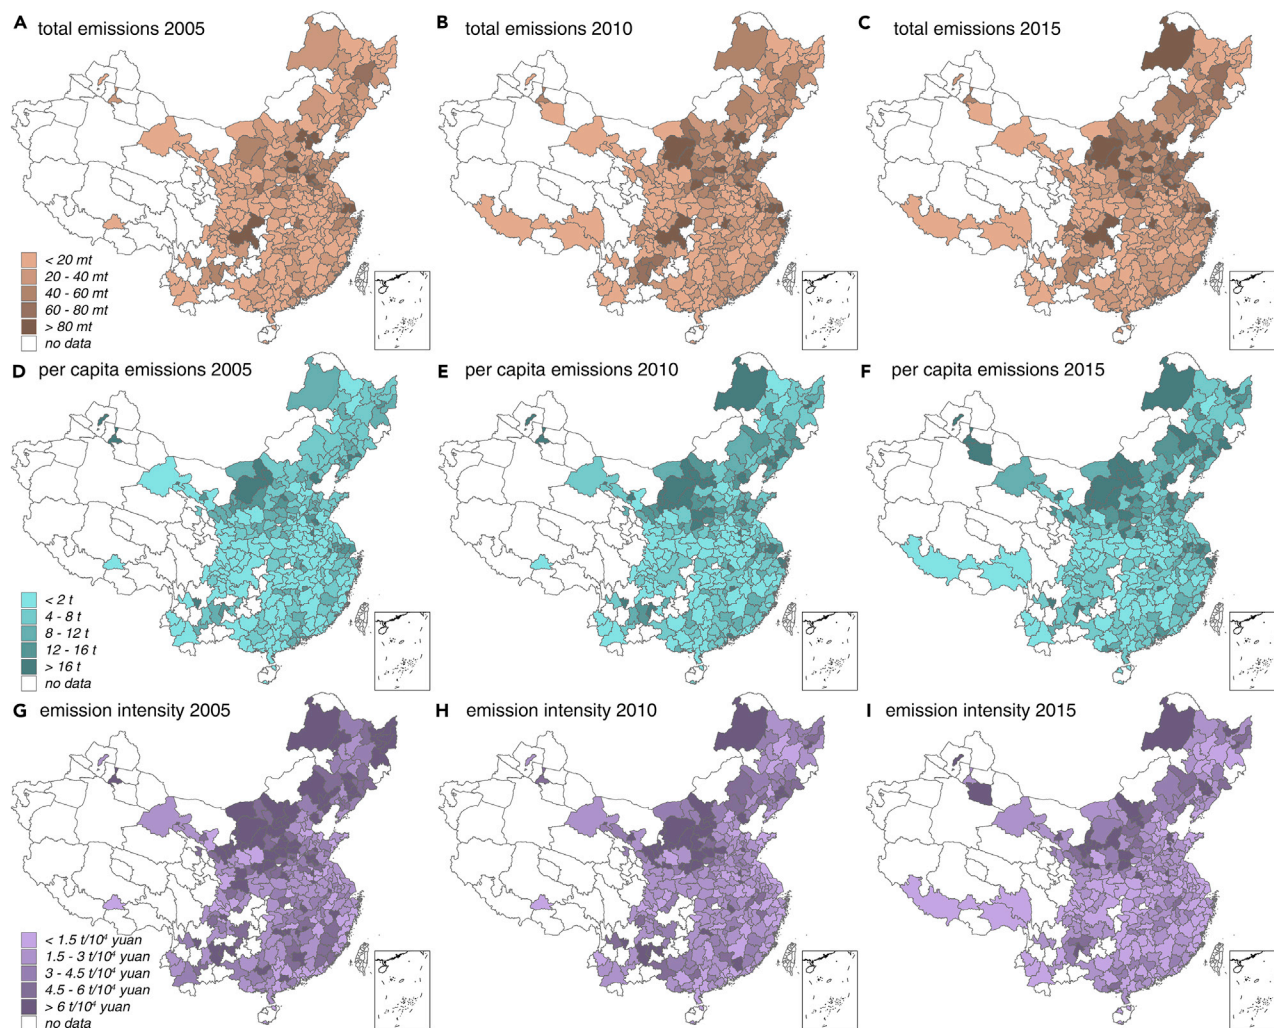 A total emissions 2005
B total emissions 2010
C total emissions 2015
< 20 mt
20 - 40 mt
40 - 60 mt
60 - 80 mt
> 80 mt
no data
D per capita emissions 2005
E per capita emissions 2010
F per capita emissions 2015
< 2 t
4 - 8 t
8 - 12 t
12 - 16 t
> 16 t
no data
G emission intensity 2005
H emission intensity 2010
I emission intensity 2015
< 1.5 t/10⁴ yuan
1.5 - 3 t/10⁴ yuan
3 - 4.5 t/10⁴ yuan
4.5 - 6 t/10⁴ yuan
> 6 t/10⁴ yuan
no data